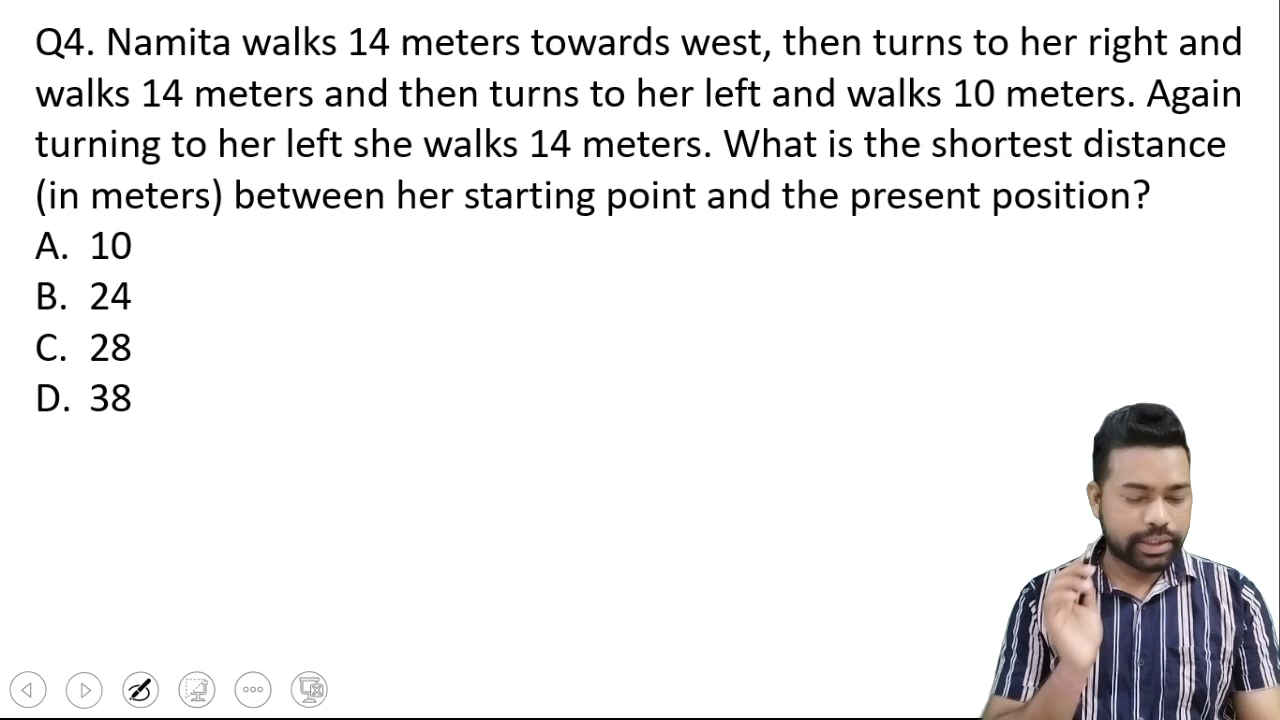 Q4. Namita walks 14 meters towards west, then turns to her right and
walks 14 meters and then turns to her left and walks 10 meters. Again
turning to her left she walks 14 meters. What is the shortest distance
(in meters) between her starting point and the present position?
A. 10
B. 24
C. 28
D. 38